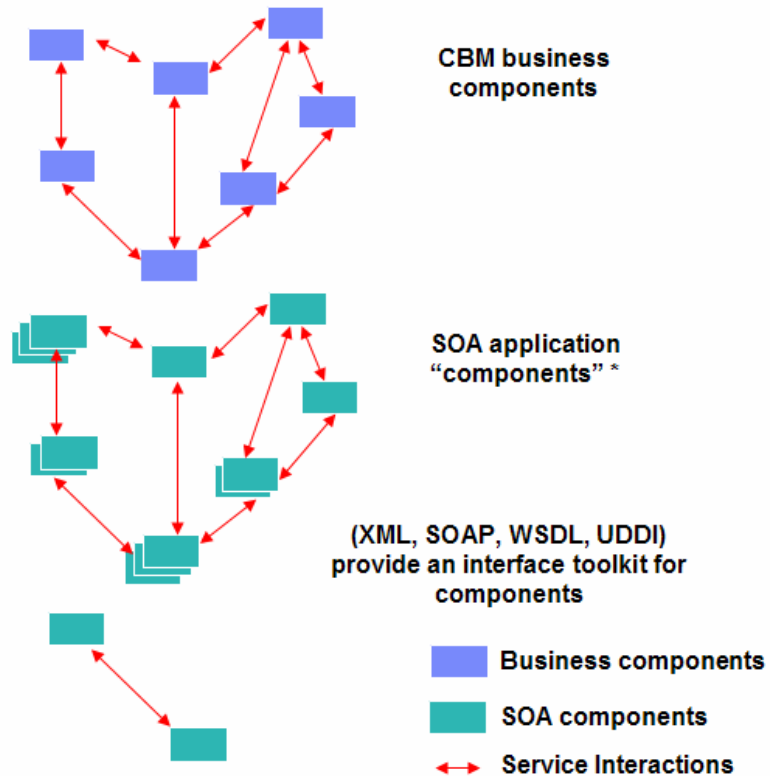 CBM business
components
SOA application
“components” *
(XML, SOAP, WSDL, UDDI)
provide an interface toolkit for
components
Business components
SOA components
Service Interactions